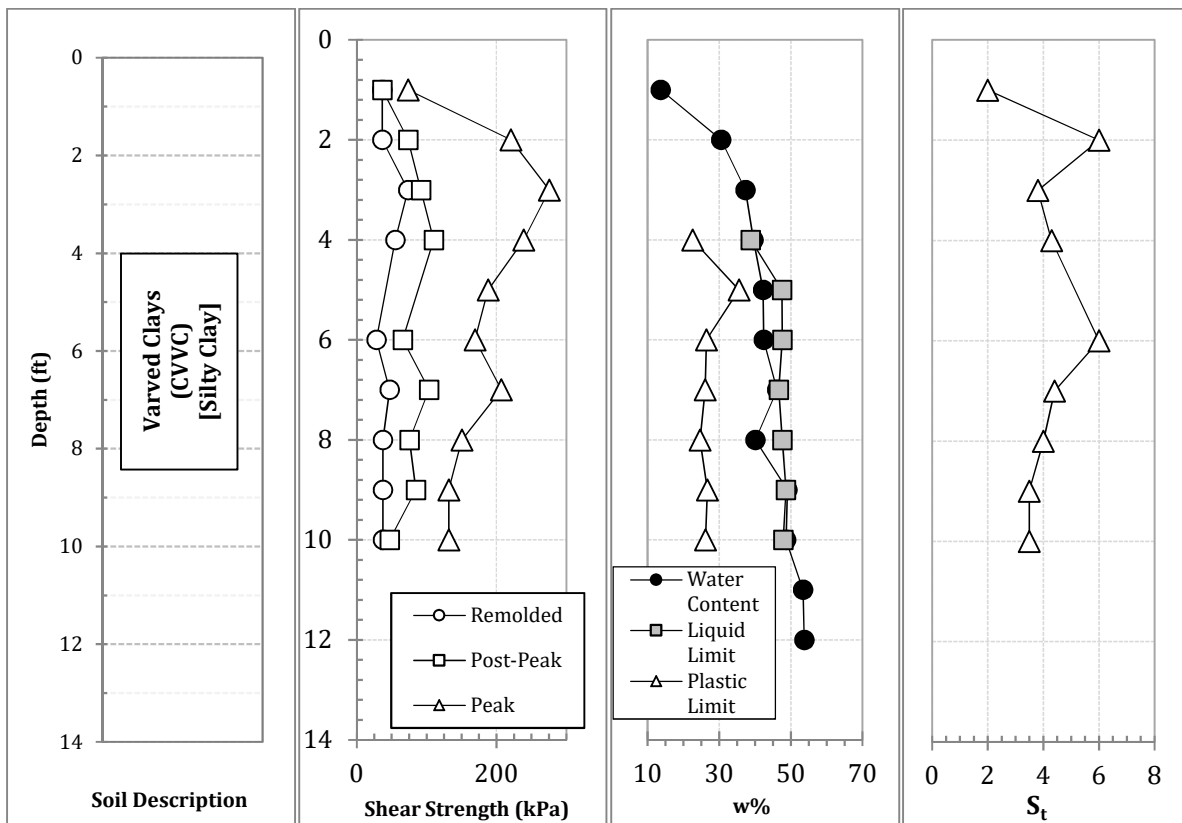 0
2
4
6
8
10
12
14
Depth (ft)
Varved Clays
(CVVC)
[Silty Clay]
Soil Description
0
2
4
6
8
10
12
14
0
200
Shear Strength (kPa)
Remolded
Post-Peak
Peak
10
30
50
70
w%
Water
Content
Liquid
Limit
Plastic
Limit
0
2
4
6
8
St